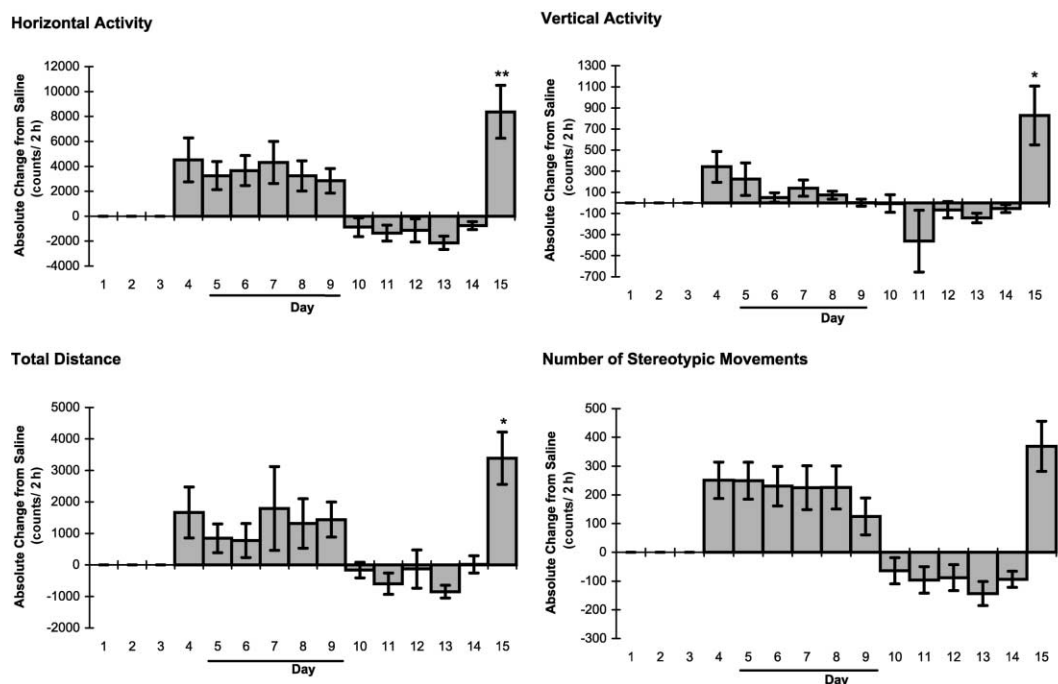 Horizontal Activity
Absolute Change from Saline
(counts/ 2 h)
12000
10000
8000
6000
4000
2000
0
-2000
-4000
**
1 2 3 4 5 6 7 8 9 10 11 12 13 14 15
Day
Vertical Activity
Absolute Change from Saline
(counts/ 2 h)
1300
1100
900
700
500
300
100
-100
-300
-500
-700
*
1 2 3 4 5 6 7 8 9 10 11 12 13 14 15
Day
Total Distance
Absolute Change from Saline
(counts/ 2 h)
5000
4000
3000
2000
1000
0
-1000
-2000
*
1 2 3 4 5 6 7 8 9 10 11 12 13 14 15
Day
Number of Stereotypic Movements
Absolute Change from Saline
(counts/ 2 h)
500
400
300
200
100
0
-100
-200
-300
1 2 3 4 5 6 7 8 9 10 11 12 13 14 15
Day